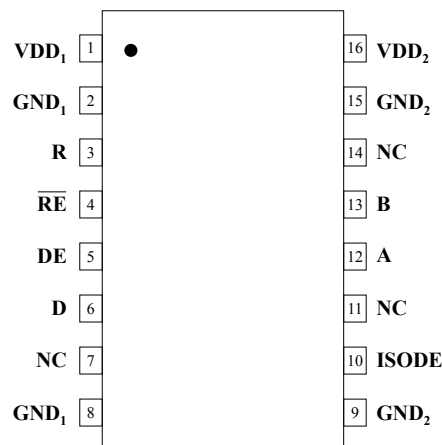 VDD₁ 1 16 VDD₂
GND₁ 2 15 GND₂
R 3 14 NC
R̅E̅ 4 13 B
DE 5 12 A
D 6 11 NC
NC 7 10 ISODE
GND₁ 8 9 GND₂